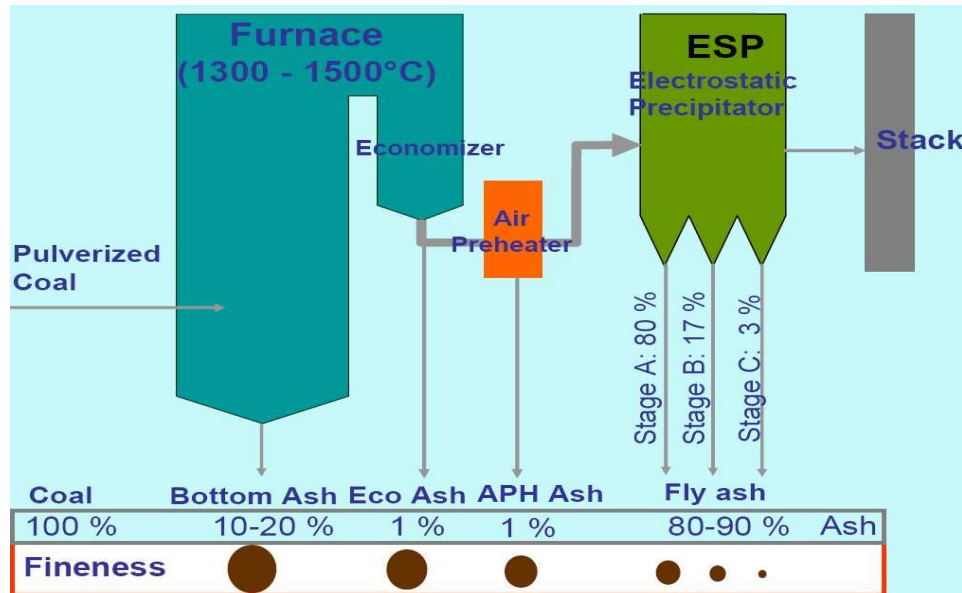 Furnace
(1300 - 1500°C)
Economizer
Air
Preheater
ESP
Electrostatic
Precipitator
Stack
Pulverized
Coal
Stage A: 80 %
Stage B: 17 %
Stage C: 3 %
Coal Bottom Ash Eco Ash APH Ash Fly ash
100 % 10-20 % 1 % 1 % 80-90 % Ash
Fineness